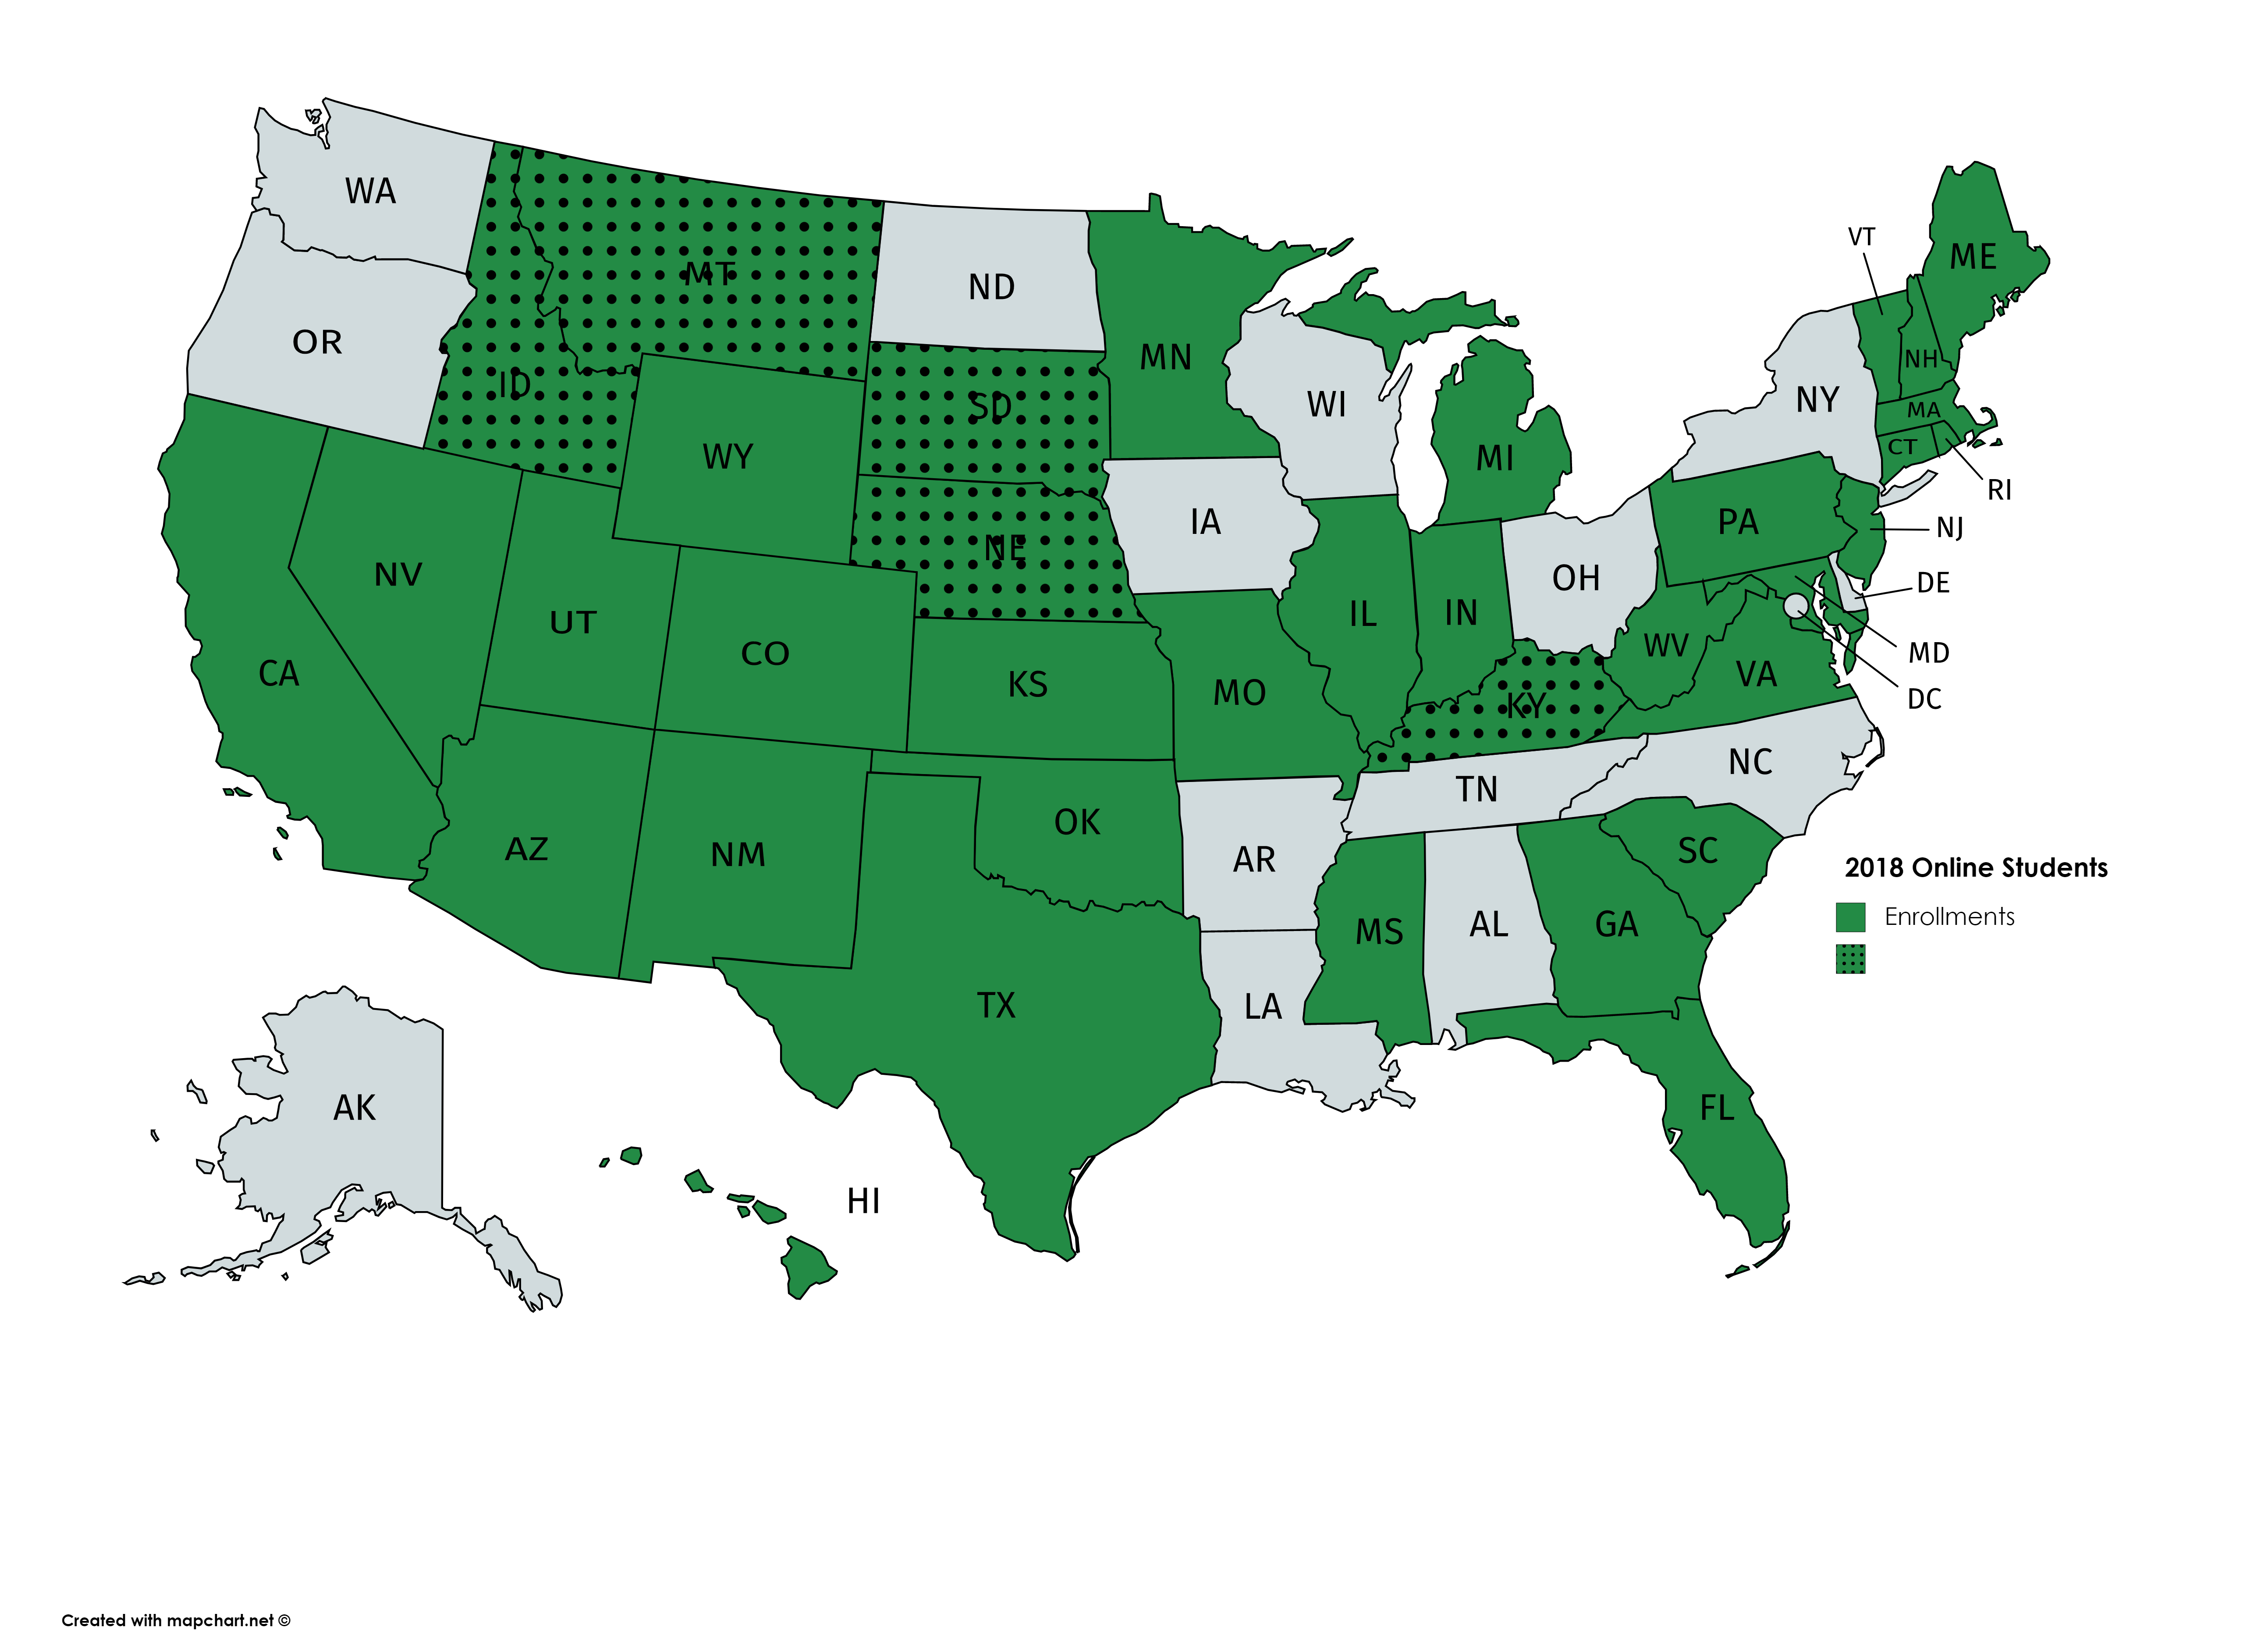 WA
OR
ID
MT
ND
MN
SD
WY
NE
WI
IA
MI
VT
ME
NH
NY
MA
CT
RI
NJ
PA
DE
MD
DC
OH
IN
IL
WV
VA
KY
NC
TN
SC
CA
NV
UT
CO
KS
MO
AZ
NM
OK
AR
MS
AL
GA
LA
TX
FL
AK
HI
2018 Online Students
Enrollments
Created with mapchart.net ©